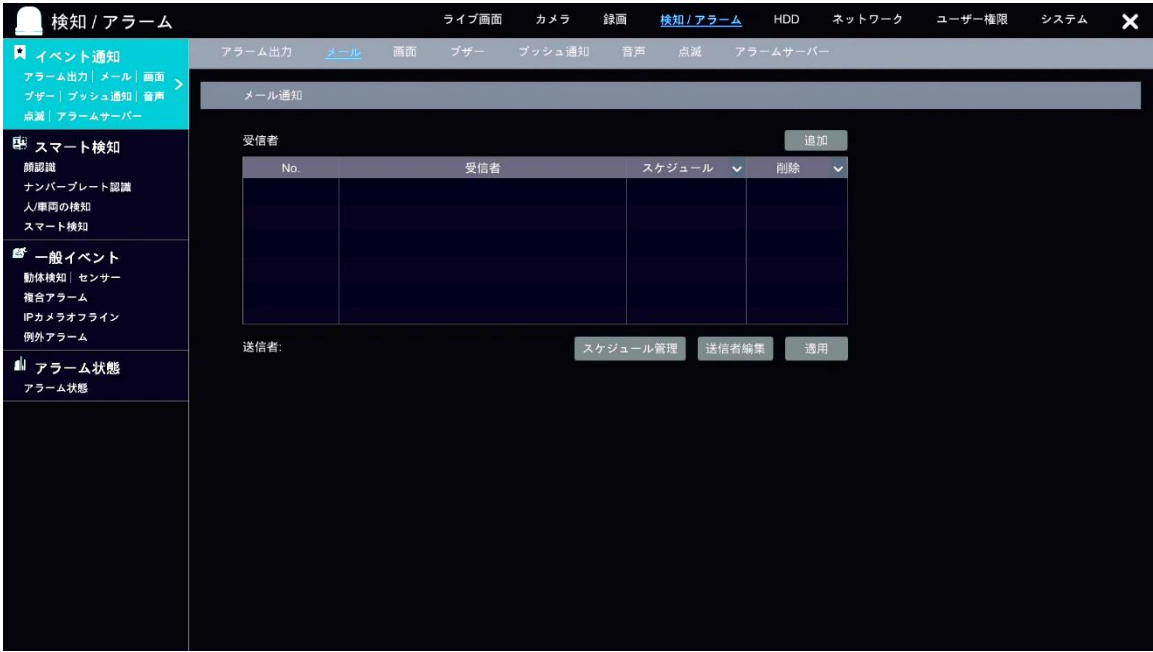 検知 / アラーム
ライブ画面 カメラ 録画 検知 / アラーム HDD ネットワーク ユーザー権限 システム
イベント通知
アラーム出力 | メール | 画面
ブザー | プッシュ通知 | 音声
点滅 | アラームサーバー
スマート検知
顔認識
ナンバープレート認識
人/車両の検知
スマート検知
一般イベント
動体検知 | センサー
複合アラーム
IPカメラオフライン
例外アラーム
アラーム状態
アラーム状態
アラーム出力 メール 画面 ブザー プッシュ通知 音声 点滅 アラームサーバー
メール通知
受信者 追加
No. 受信者 スケジュール 削除
送信者: スケジュール管理 送信者編集 適用